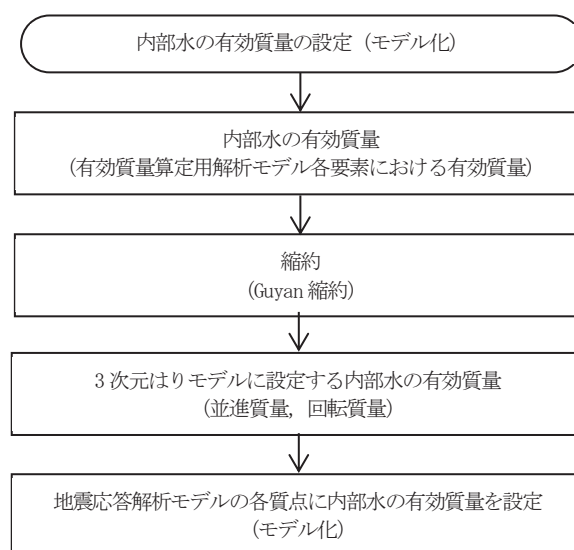 内部水の有効質量の設定（モデル化）
内部水の有効質量
(有効質量算定用解析モデル各要素における有効質量)
縮約
(Guyan 縮約)
3 次元はりモデルに設定する内部水の有効質量
(並進質量，回転質量)
地震応答解析モデルの各質点に内部水の有効質量を設定
(モデル化)